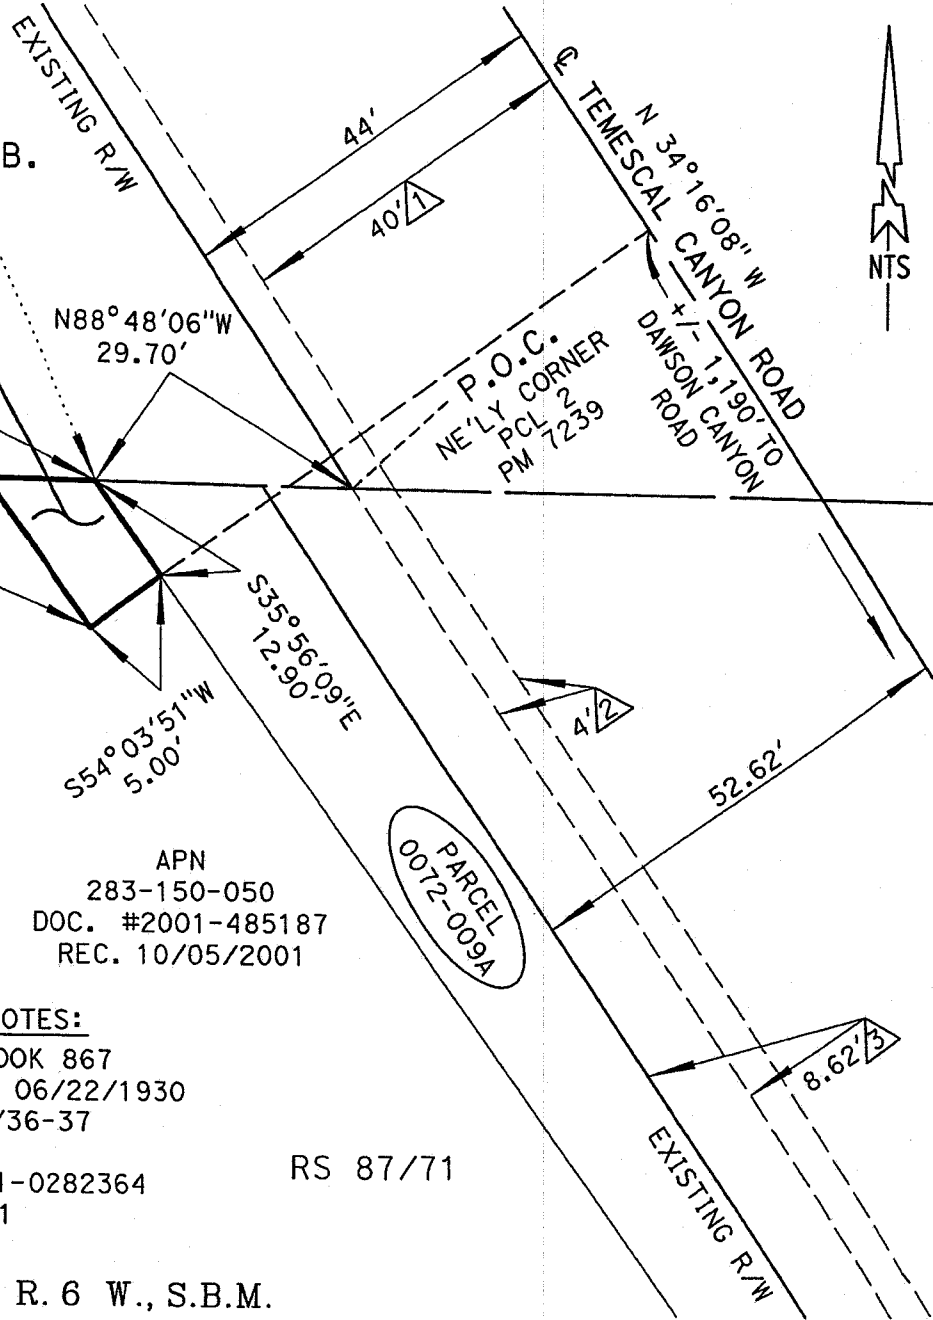 EXISTING R/W
B.
44'
40' 1
℄ TEMESCAL CANYON ROAD
N 34°16'08" W
NTS
+/- 1,190' TO
DAWSON CANYON
ROAD
N88°48'06"W
29.70'
P.O.C.
NE'LY CORNER
PCL 2
PM 7239
S35°56'09"E
12.90'
S54°03'51"W
5.00'
4' 2
52.62'
PARCEL
0072-009A
APN
283-150-050
DOC. #2001-485187
REC. 10/05/2001
OTES:
OOK 867
06/22/1930
/36-37
1-0282364
1
8.62' 3
RS 87/71
EXISTING R/W
R. 6 W., S.B.M.